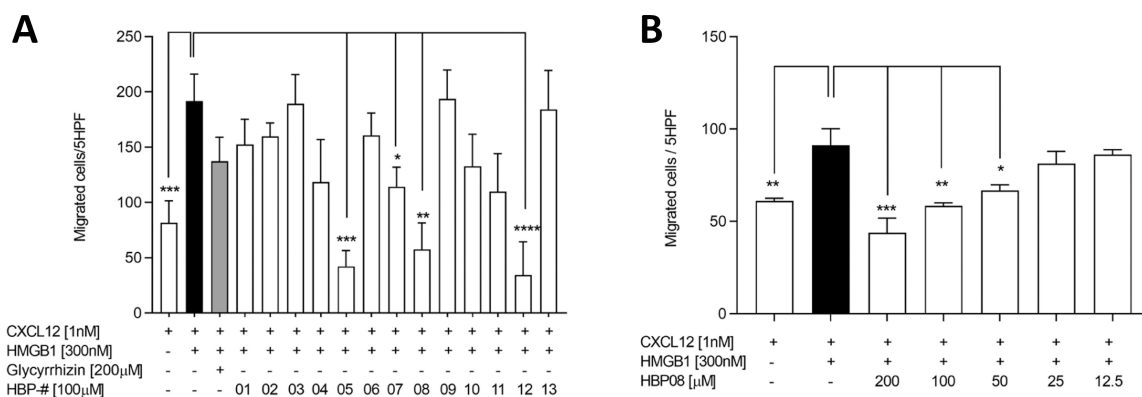 A
250
200
150
100
50
0
Migrated cells/5HPF
*** * ** *** ****
CXCL12 [1nM] + + + + + + + + + + + + + + + +
HMGB1 [300nM] - + + + + + + + + + + + + + + +
Glycyrrhizin [200μM] - - + - - - - - - - - - - - - -
HBP-# [100μM] - - - 01 02 03 04 05 06 07 08 09 10 11 12 13
B
150
100
50
0
Migrated cells / 5HPF
** *** ** *
CXCL12 [1nM] + + + + + + +
HMGB1 [300nM] - + + + + + +
HBP08 [μM] - - 200 100 50 25 12.5